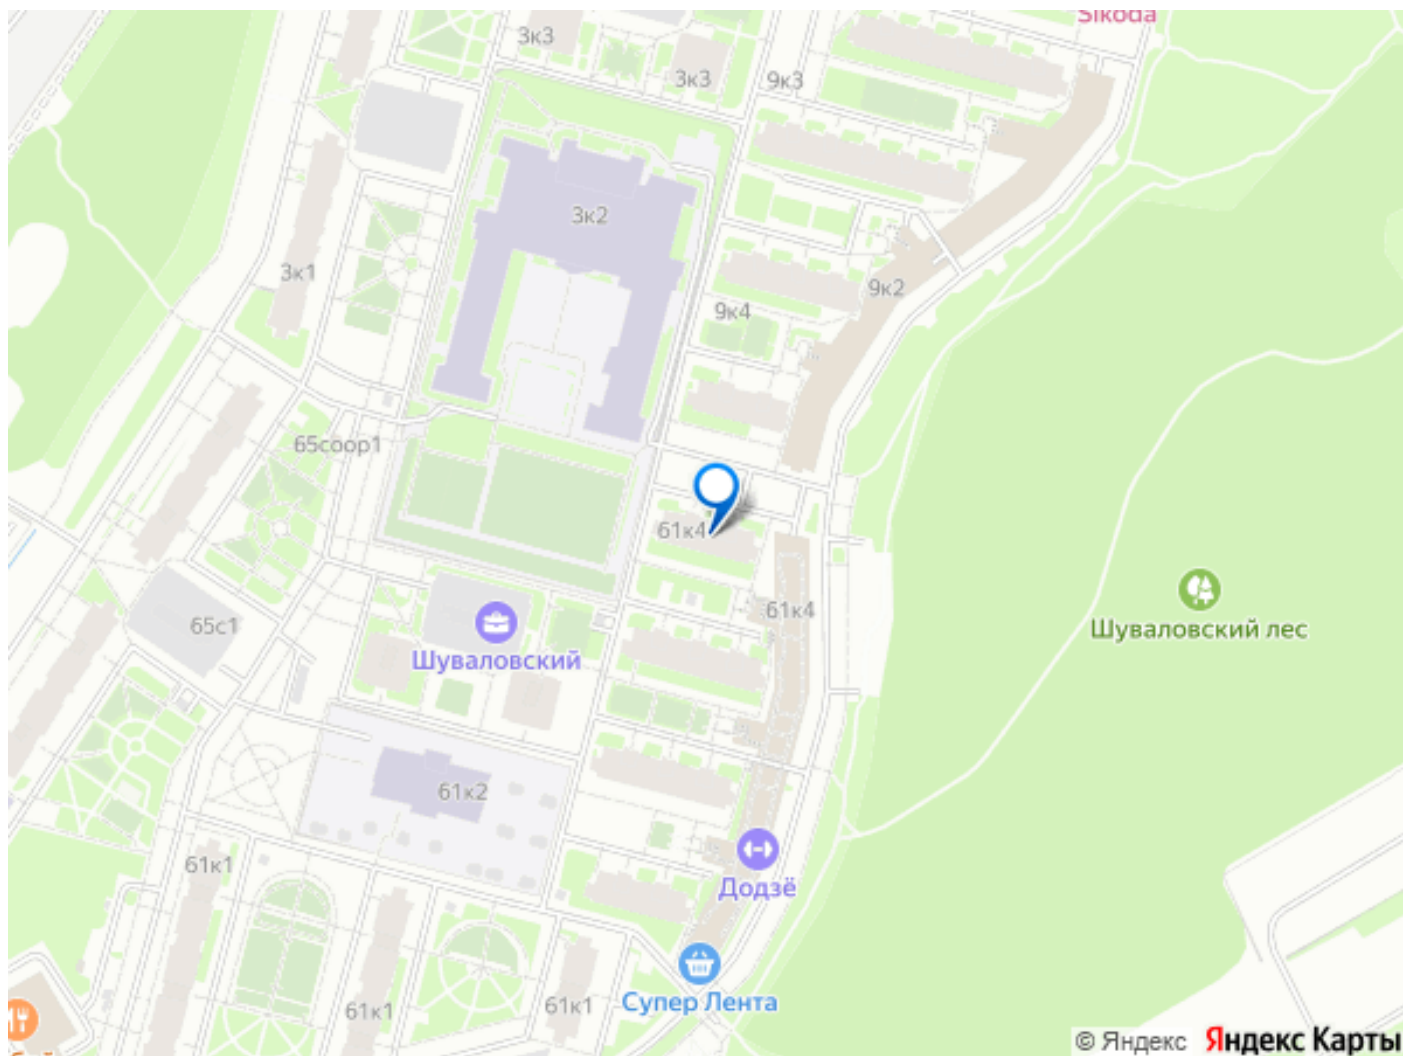 Sikoda
3к3
3к3
9к3
3к2
3к1
9к2
9к4
65соор1
61к4
61к4
65с1
Шуваловский
Шуваловский лес
61к2
61к1
Додзё
Супер Лента
61к1
61к1
© Яндекс Яндекс Карты